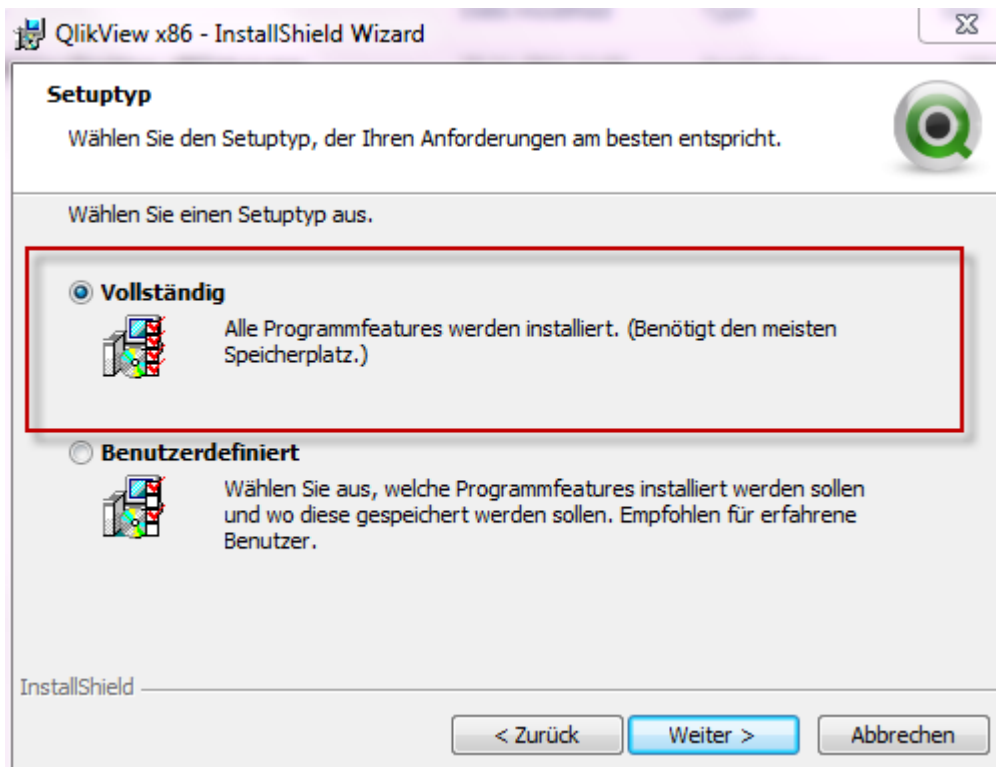 QlikView x86 - InstallShield Wizard
Setuptyp
Wählen Sie den Setuptyp, der Ihren Anforderungen am besten entspricht.
Wählen Sie einen Setuptyp aus.
Vollständig
Alle Programmfeatures werden installiert. (Benötigt den meisten
Speicherplatz.)
Benutzerdefiniert
Wählen Sie aus, welche Programmfeatures installiert werden sollen
und wo diese gespeichert werden sollen. Empfohlen für erfahrene
Benutzer.
InstallShield
< Zurück Weiter > Abbrechen